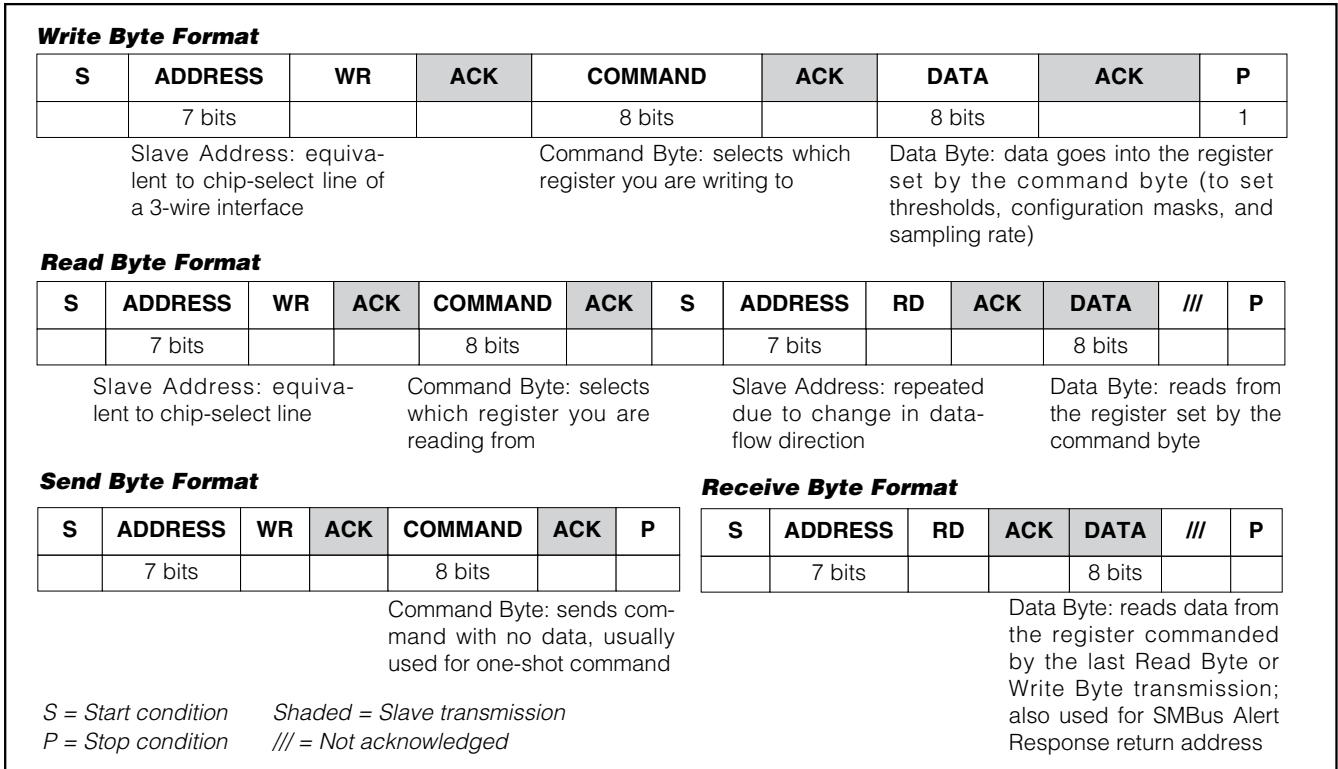 Write Byte Format
S ADDRESS WR ACK COMMAND ACK DATA ACK P
7 bits 8 bits 8 bits 1
Slave Address: equiva-
lent to chip-select line of
a 3-wire interface
Command Byte: selects which
register you are writing to
Data Byte: data goes into the register
set by the command byte (to set
thresholds, configuration masks, and
sampling rate)
Read Byte Format
S ADDRESS WR ACK COMMAND ACK S ADDRESS RD ACK DATA /// P
7 bits 8 bits 7 bits 8 bits
Slave Address: equiva-
lent to chip-select line
Command Byte: selects
which register you are
reading from
Slave Address: repeated
due to change in data-
flow direction
Data Byte: reads from
the register set by the
command byte
Send Byte Format
S ADDRESS WR ACK COMMAND ACK P
7 bits 8 bits
Command Byte: sends com-
mand with no data, usually
used for one-shot command
Receive Byte Format
S ADDRESS RD ACK DATA /// P
7 bits 8 bits
Data Byte: reads data from
the register commanded
by the last Read Byte or
Write Byte transmission;
also used for SMBus Alert
Response return address
S = Start condition Shaded = Slave transmission
P = Stop condition /// = Not acknowledged